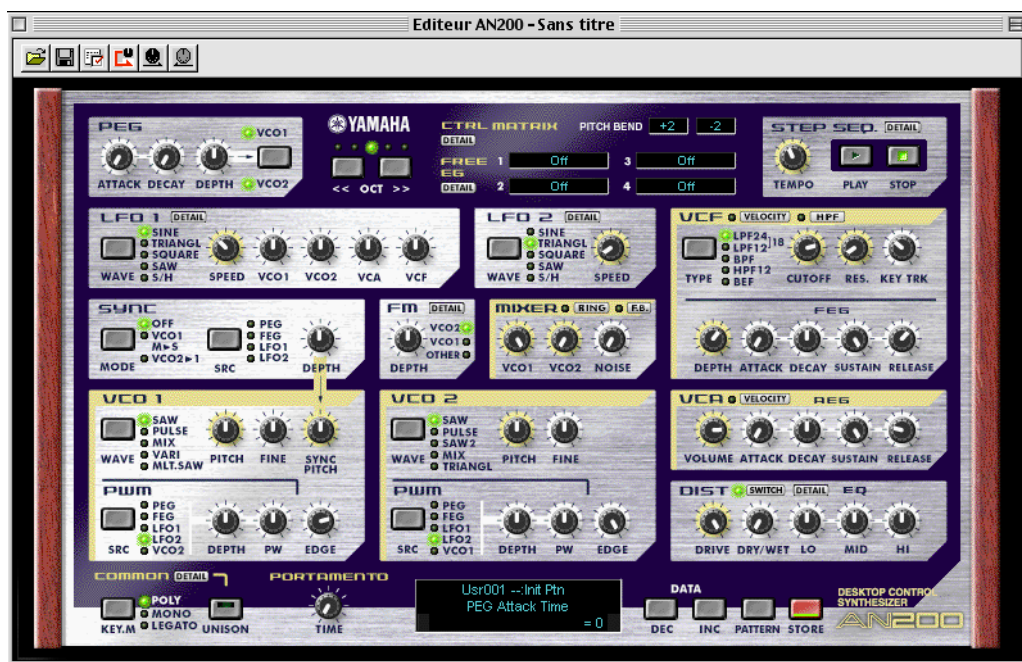 Editeur AN200 - Sans titre
PEG
VCO1
VCO2
ATTACK DECAY DEPTH
YAMAHA
<< OCT >>
CTRL MATRIX
DETAIL
PITCH BEND +2 -2
FREE EG
DETAIL
1 Off
2 Off
3 Off
4 Off
STEP SEQ. DETAIL
TEMPO PLAY STOP
LFO 1 DETAIL
SINE
TRIANGL
SQUARE
SAW
S/H
WAVE SPEED VCO1 VCO2 VCA VCF
LFO 2 DETAIL
SINE
TRIANGL
SQUARE
SAW
S/H
WAVE SPEED
VCF VELOCITY HPF
LPF24
LPF12 18
BPF
HPF12
BEF
TYPE CUTOFF RES. KEY TRK
FEG
DEPTH ATTACK DECAY SUSTAIN RELEASE
SYNC
OFF
VCO1
M▸S
VCO2▸1
MODE
PEG
FEG
LFO1
LFO2
SRC DEPTH
FM DETAIL
VCO2
VCO1
OTHER
DEPTH
MIXER RING F.B.
VCO1 VCO2 NOISE
VCO 1
SAW
PULSE
MIX
VARI
MLT.SAW
WAVE PITCH FINE SYNC PITCH
PWM
PEG
FEG
LFO1
LFO2
VCO2
SRC DEPTH PW EDGE
VCO 2
SAW
PULSE
SAW2
MIX
TRIANGL
WAVE PITCH FINE
PWM
PEG
FEG
LFO1
LFO2
VCO1
SRC DEPTH PW EDGE
VCA VELOCITY AEG
VOLUME ATTACK DECAY SUSTAIN RELEASE
DIST SWITCH DETAIL EQ
DRIVE DRY/WET LO MID HI
COMMON DETAIL
POLY
MONO
LEGATO
KEY.M UNISON
PORTAMENTO
TIME
Usr001 --:Init Ptn
PEG Attack Time
= 0
DATA
DEC INC PATTERN STORE
DESKTOP CONTROL
SYNTHESIZER
AN200